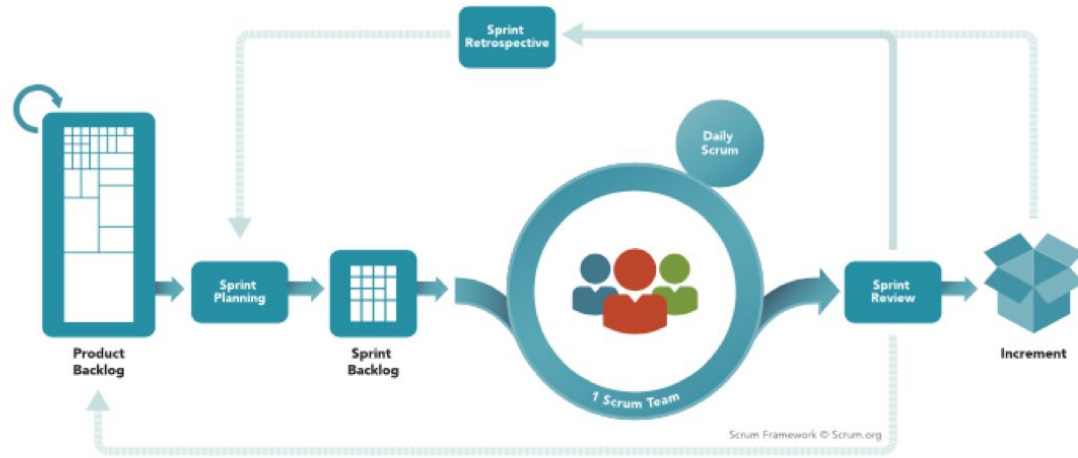 Sprint
Retrospective
Daily
Scrum
Sprint
Planning
Sprint
Review
Product
Backlog
Sprint
Backlog
Increment
1 Scrum Team
Scrum Framework © Scrum.org